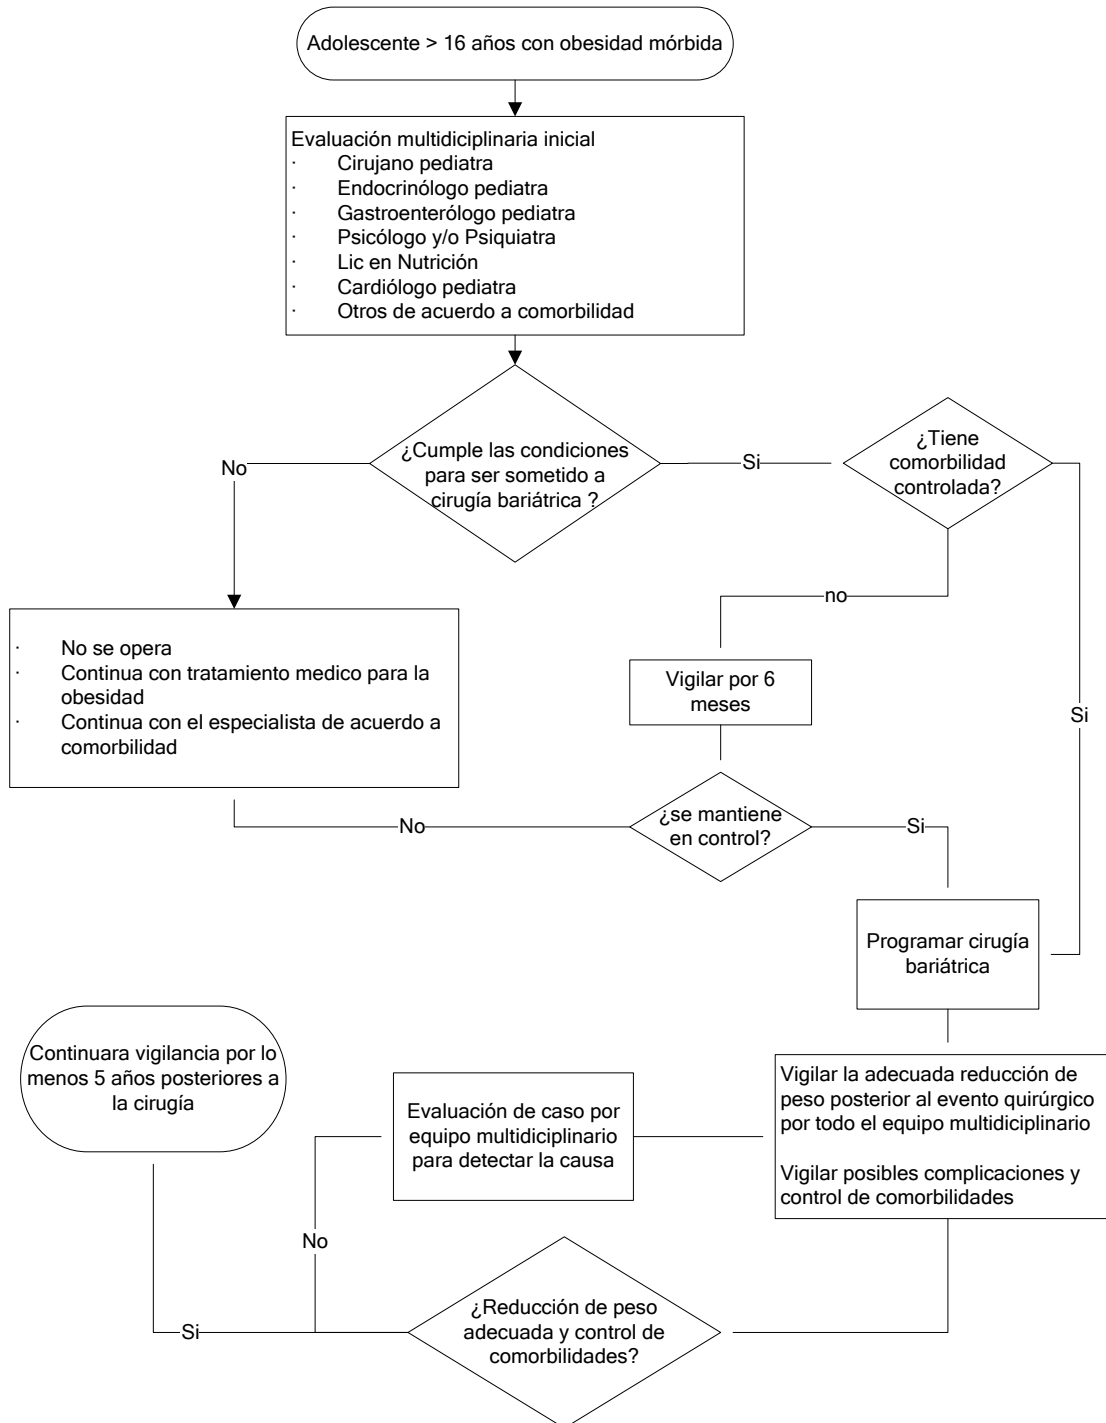 Adolescente > 16 años con obesidad mórbida
Evaluación multidiciplinaria inicial
· Cirujano pediatra
· Endocrinólogo pediatra
· Gastroenterólogo pediatra
· Psicólogo y/o Psiquiatra
· Lic en Nutrición
· Cardiólogo pediatra
· Otros de acuerdo a comorbilidad
¿Cumple las condiciones
para ser sometido a
cirugía bariátrica ?
No
Si
¿Tiene
comorbilidad
controlada?
no
Si
· No se opera
· Continua con tratamiento medico para la
obesidad
· Continua con el especialista de acuerdo a
comorbilidad
Vigilar por 6
meses
¿se mantiene
en control?
No
Si
Programar cirugía
bariátrica
Vigilar la adecuada reducción de
peso posterior al evento quirúrgico
por todo el equipo multidiciplinario
Vigilar posibles complicaciones y
control de comorbilidades
Evaluación de caso por
equipo multidiciplinario
para detectar la causa
Continuara vigilancia por lo
menos 5 años posteriores a
la cirugía
No
Si
¿Reducción de peso
adecuada y control de
comorbilidades?